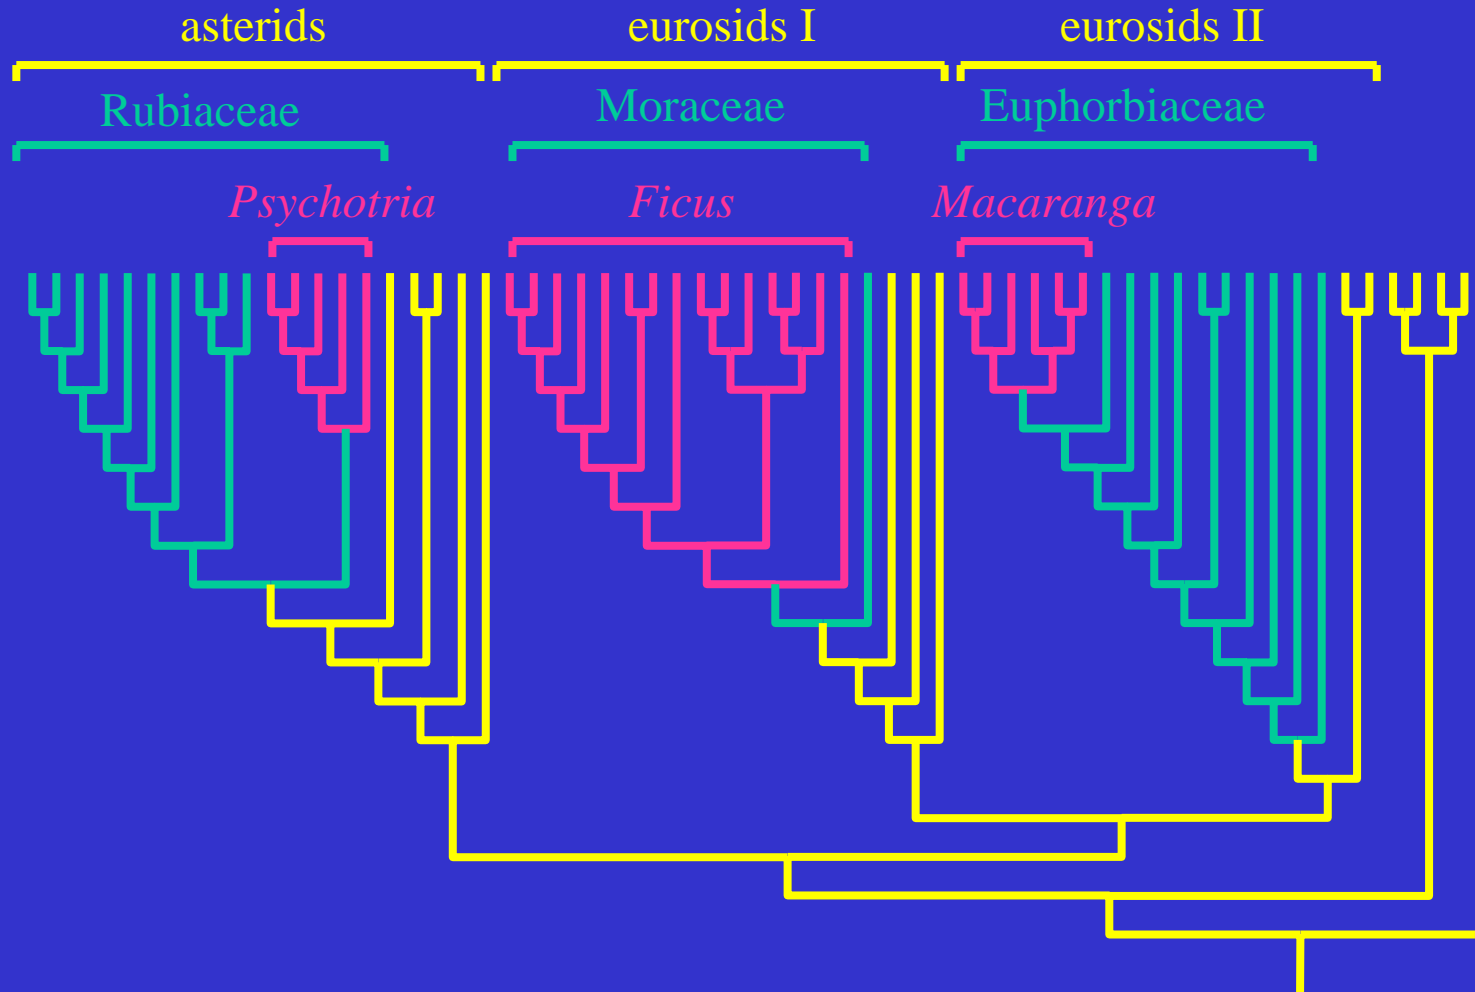 asterids eurosids I eurosids II
Rubiaceae Moraceae Euphorbiaceae
Psychotria Ficus Macaranga